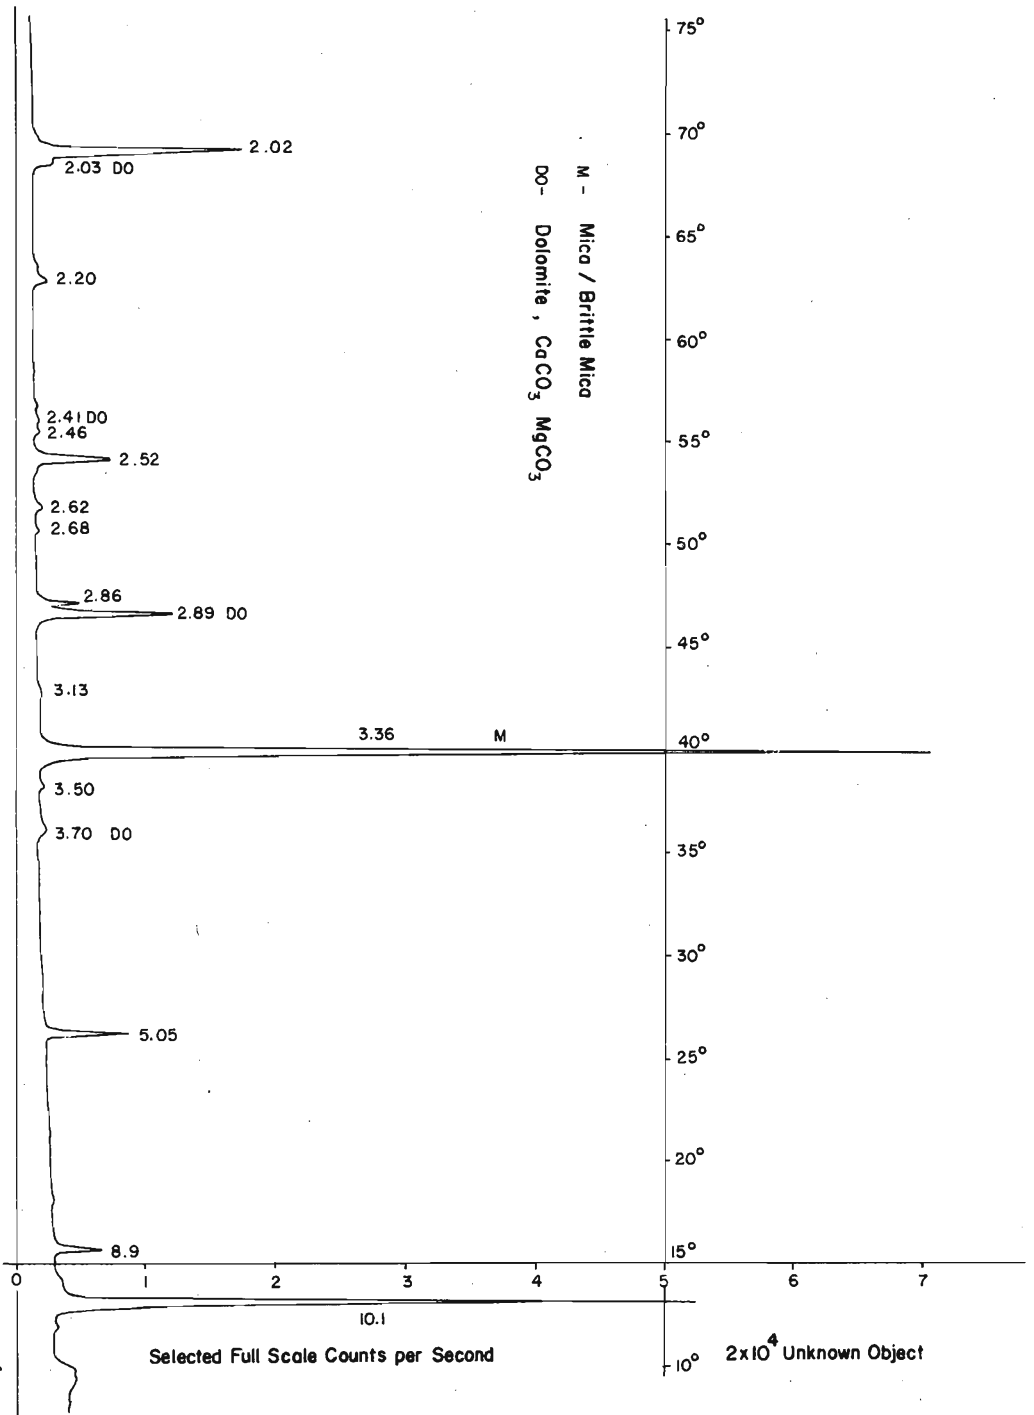 75°
70°
2.02
2.03 DO
M - Mica / Brittle Mica
DO- Dolomite , CaCO₃ MgCO₃
65°
2.20
60°
2.41 DO
2.46
55°
2.52
2.62
2.68
50°
2.86
2.89 DO
45°
3.13
3.36 M
40°
3.50
3.70 DO
35°
30°
5.05
25°
20°
15°
8.9
0 1 2 3 4 5 6 7
10.1
Selected Full Scale Counts per Second
2x10⁴ Unknown Object
10°